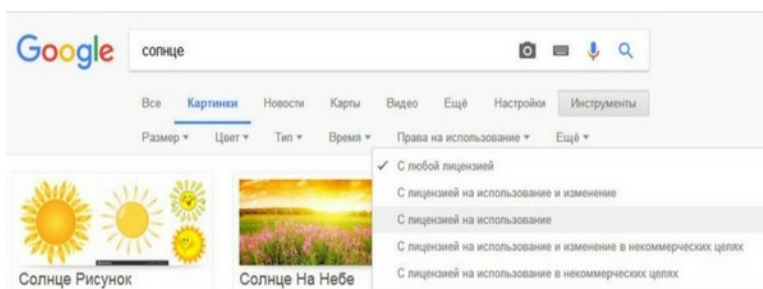 Google солнце
Все Картинки Новости Карты Видео Ещё Настройки Инструменты
Размер Цвет Тип Время Права на использование Ещё
С любой лицензией
С лицензией на использование и изменение
С лицензией на использование
С лицензией на использование и изменение в некоммерческих целях
С лицензией на использование в некоммерческих целях
Солнце Рисунок
Солнце На Небе